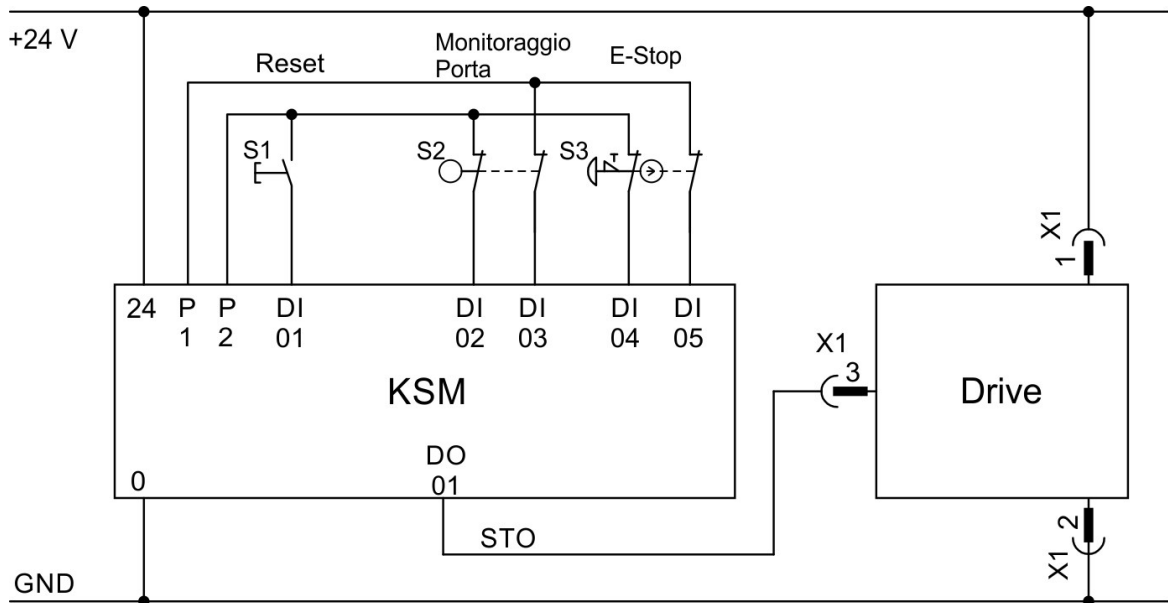 +24 V
Reset
Monitoraggio
Porta
E-Stop
S1
S2
S3
X1
1
24 P P DI DI DI DI DI
1 2 01 02 03 04 05
X1
3
KSM
Drive
DO
0
01
2
STO
X1
GND